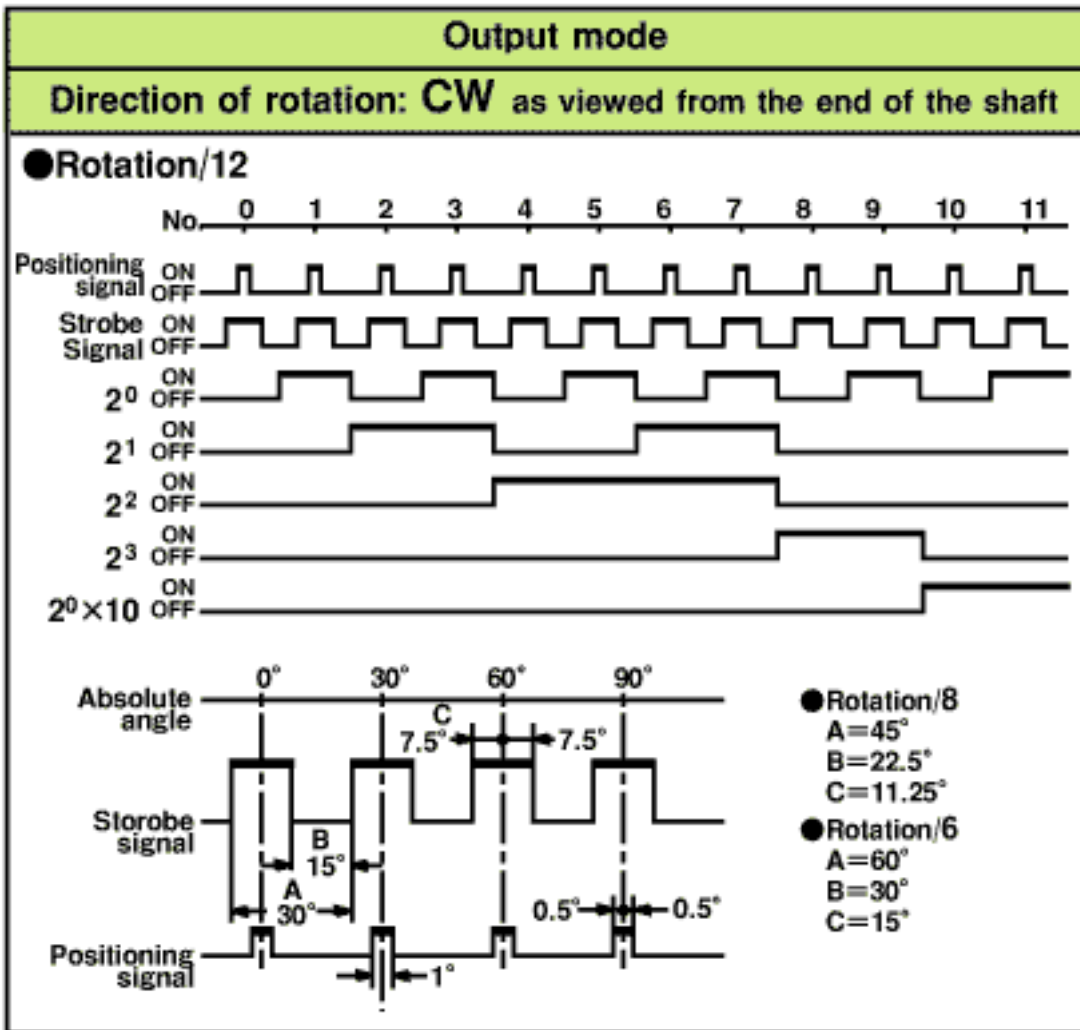 Output mode
Direction of rotation: CW as viewed from the end of the shaft
●Rotation/12
No. 0 1 2 3 4 5 6 7 8 9 10 11
Positioning signal ON OFF
Strobe Signal ON OFF
2⁰ ON OFF
2¹ ON OFF
2² ON OFF
2³ ON OFF
2⁰×10 ON OFF
Absolute angle 0° 30° 60° 90°
C
7.5° 7.5°
Storobe signal
B
15°
A
30°
0.5° 0.5°
Positioning signal
1°
●Rotation/8
A=45°
B=22.5°
C=11.25°
●Rotation/6
A=60°
B=30°
C=15°